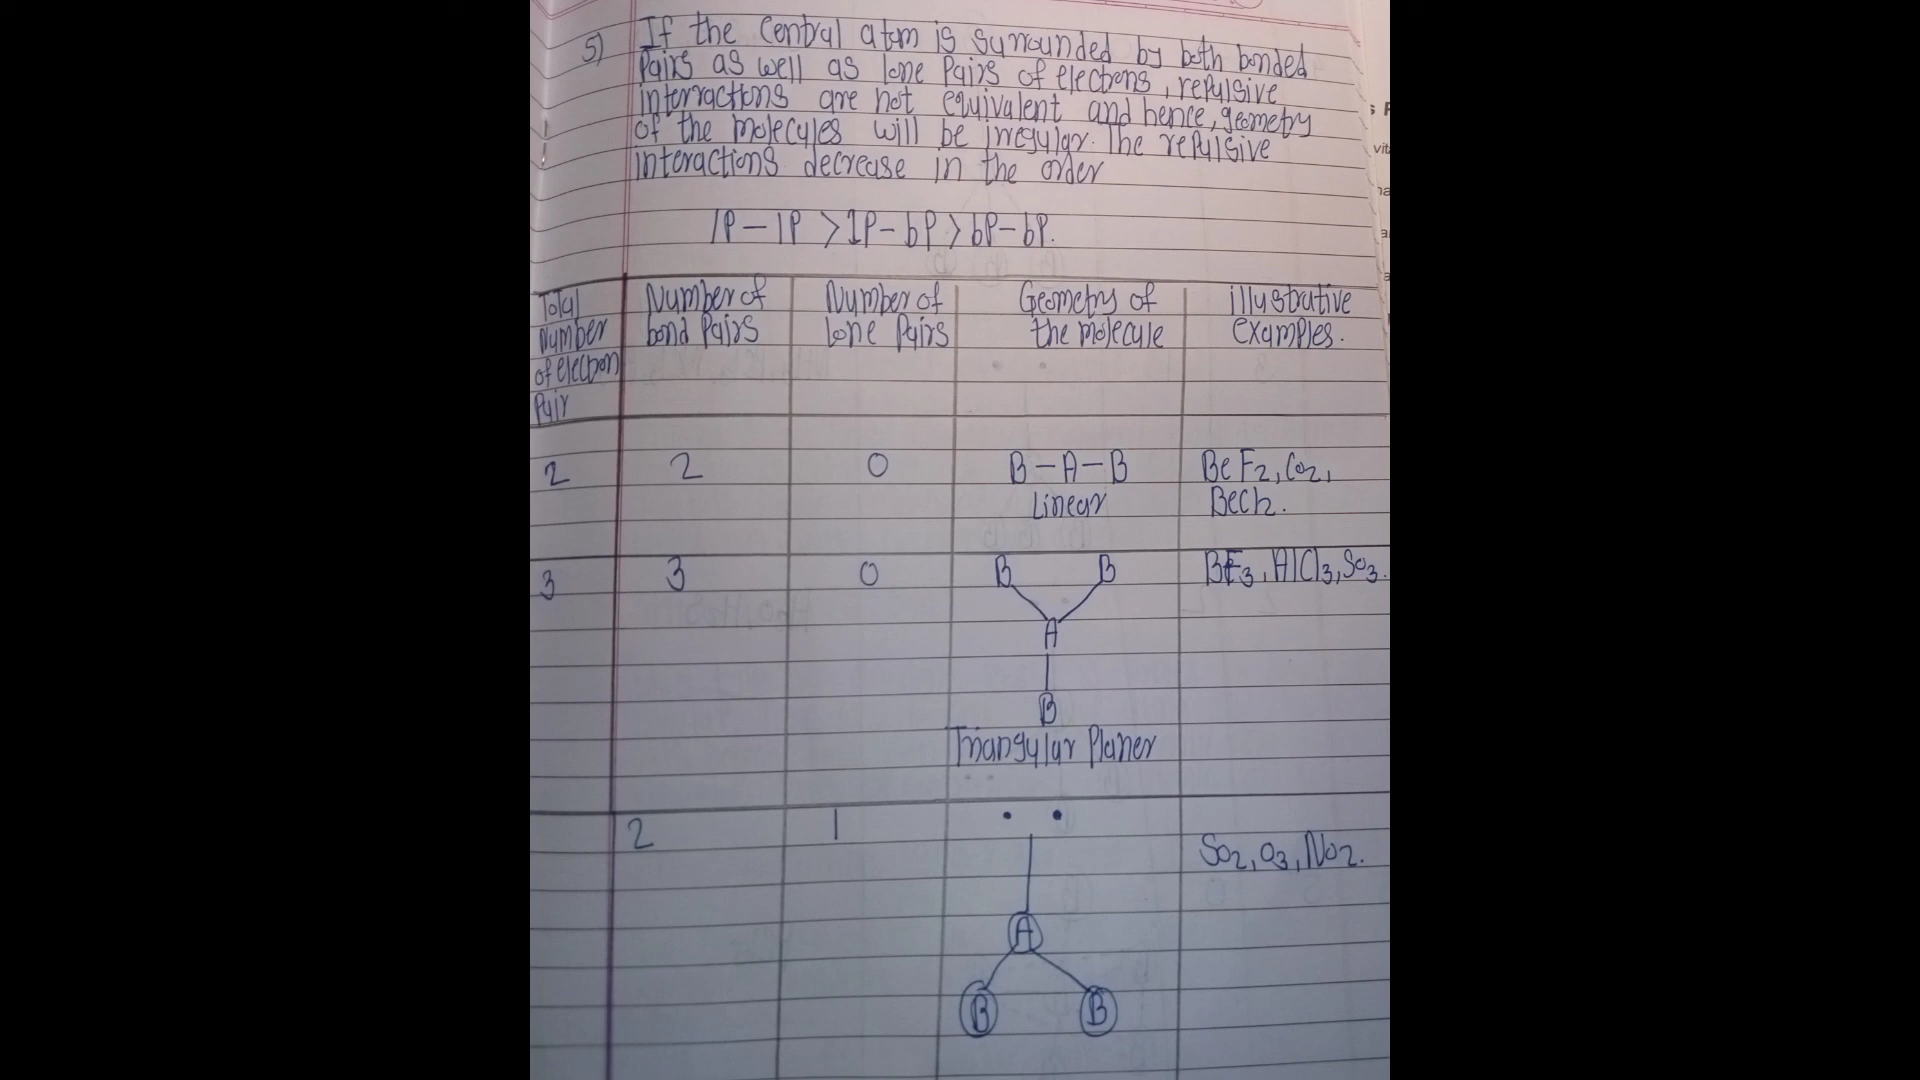 5) If the Central atom is surrounded by both bonded
Pairs as well as lone Pairs of electrons, repulsive
interractions are not equivalent and hence, geometry
of the molecules will be irregular. The repulsive
interactions decrease in the order
lP - lP > lP - bP > bP - bP.
Total Number of electron Pair
Number of bond Pairs
Number of lone Pairs
Geometry of the molecule
illustrative examples.
2 2 0 B - A - B BeF2, CO2,
Linear BeCl2.
3 3 0 B B BF3, AlCl3, SO3.
A
B
Triangular Planer
2 1
SO2, O3, NO2.
A
B B